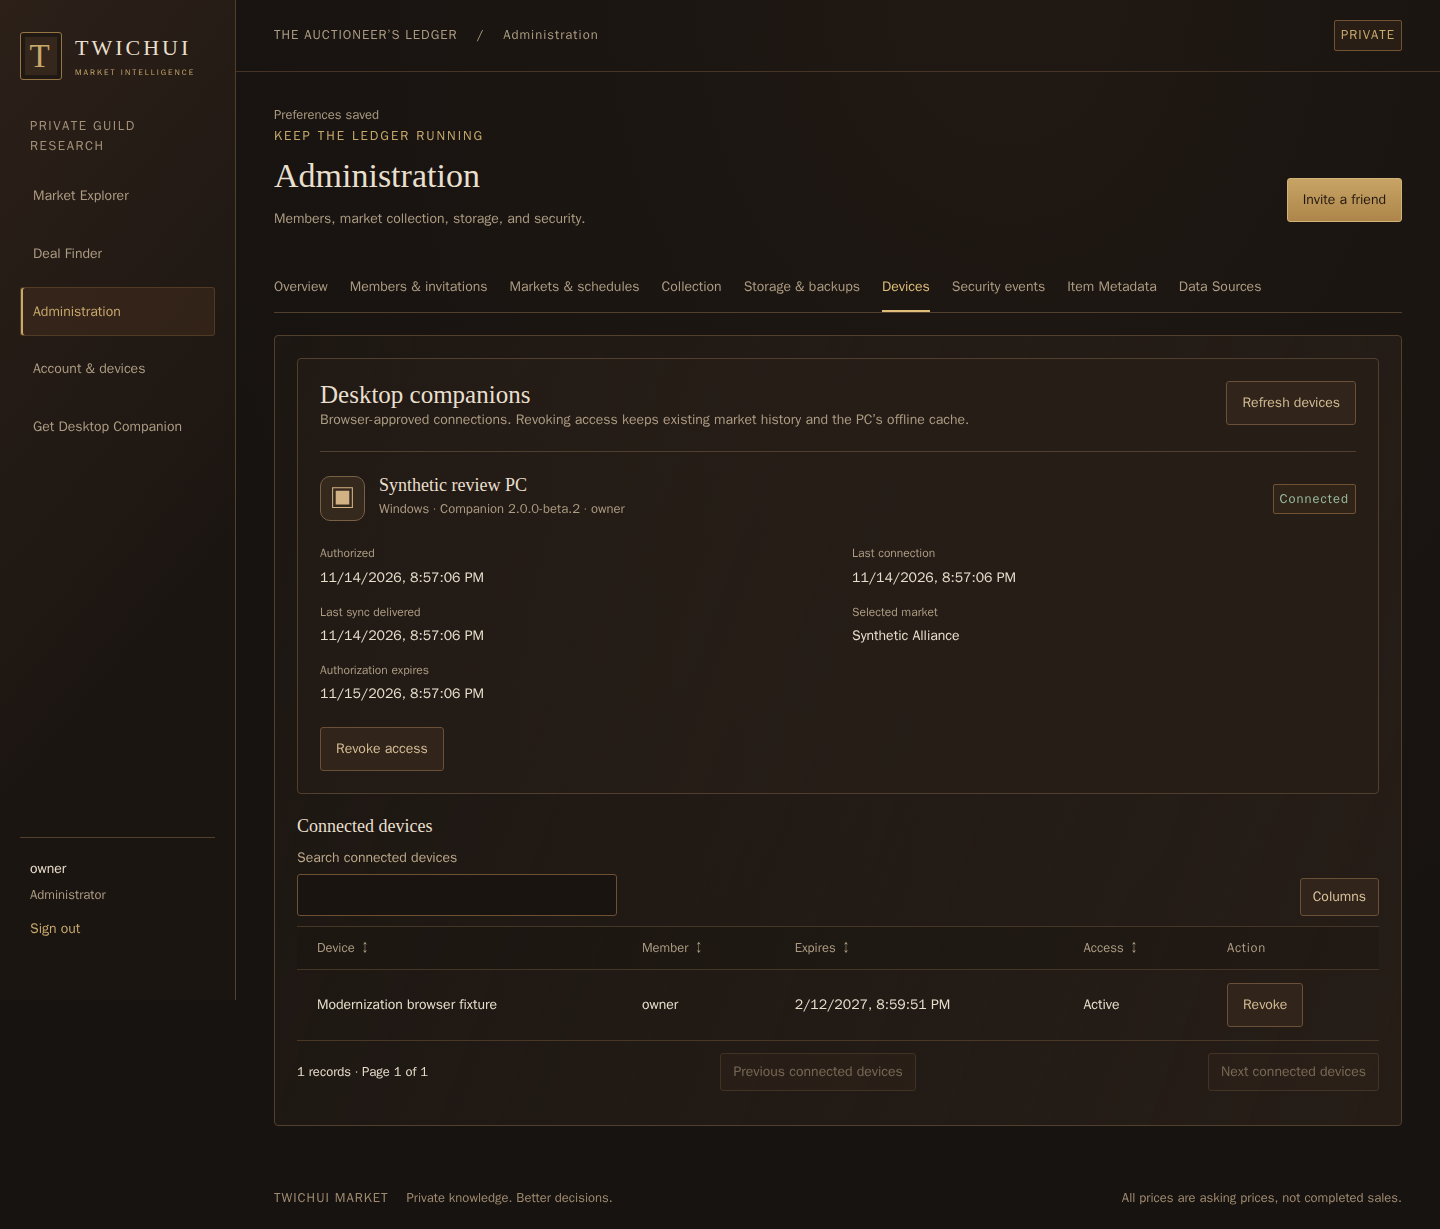 T
TWICHUI
MARKET INTELLIGENCE
PRIVATE GUILD
RESEARCH
Market Explorer
Deal Finder
Administration
Account & devices
Get Desktop Companion
owner
Administrator
Sign out
THE AUCTIONEER'S LEDGER / Administration
PRIVATE
Preferences saved
KEEP THE LEDGER RUNNING
Administration
Members, market collection, storage, and security.
Invite a friend
Overview Members & invitations Markets & schedules Collection Storage & backups Devices Security events Item Metadata Data Sources
Desktop companions
Browser-approved connections. Revoking access keeps existing market history and the PC's offline cache.
Refresh devices
Synthetic review PC
Windows · Companion 2.0.0-beta.2 · owner
Connected
Authorized
11/14/2026, 8:57:06 PM
Last connection
11/14/2026, 8:57:06 PM
Last sync delivered
11/14/2026, 8:57:06 PM
Selected market
Synthetic Alliance
Authorization expires
11/15/2026, 8:57:06 PM
Revoke access
Connected devices
Search connected devices
Columns
Device ↕ Member ↕ Expires ↕ Access ↕ Action
Modernization browser fixture owner 2/12/2027, 8:59:51 PM Active Revoke
1 records · Page 1 of 1
Previous connected devices
Next connected devices
TWICHUI MARKET Private knowledge. Better decisions.
All prices are asking prices, not completed sales.